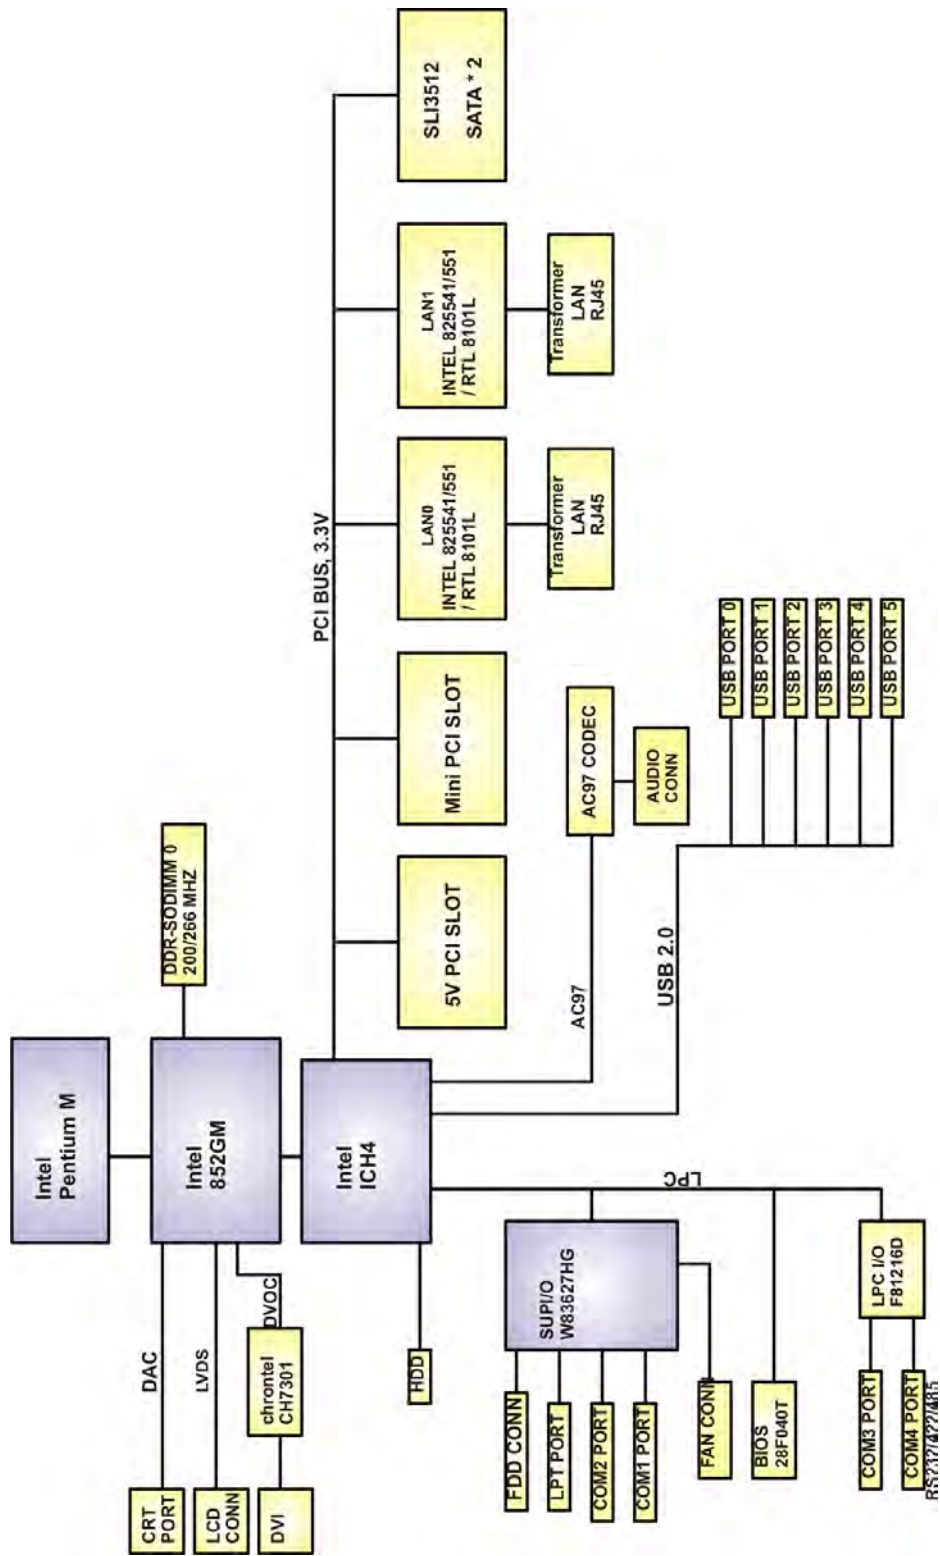 Intel
Pentium M
DDR-SODIMM 0
200/266 MHZ
Intel
852GM
DAC
LVDS
DVOC
CRT
PORT
LCD
CONN
chrontel
CH7301
DVI
Intel
ICH4
HDD
PCI BUS, 3.3V
5V PCI SLOT
Mini PCI SLOT
LAN0
INTEL 825541/551
/ RTL 8101L
LAN1
INTEL 825541/551
/ RTL 8101L
SLI3512
SATA * 2
Transformer
LAN
RJ45
Transformer
LAN
RJ45
AC97
AC97 CODEC
AUDIO
CONN
USB 2.0
USB PORT 0
USB PORT 1
USB PORT 2
USB PORT 3
USB PORT 4
USB PORT 5
LPC
SUPI/O
W83627HG
FDD CONN
LPT PORT
COM2 PORT
COM1 PORT
FAN CONN
BIOS
28F040T
LPC I/O
F81216D
COM3 PORT
COM4 PORT
RS232/422/485